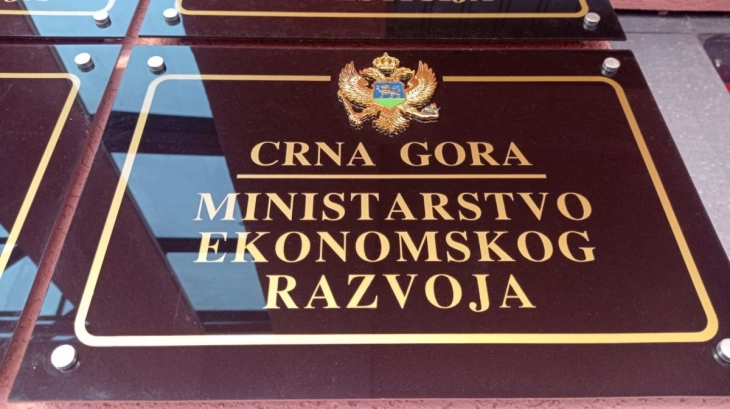 CRNA GORA
MINISTARSTVO
EKONOMSKOG
RAZVOJA